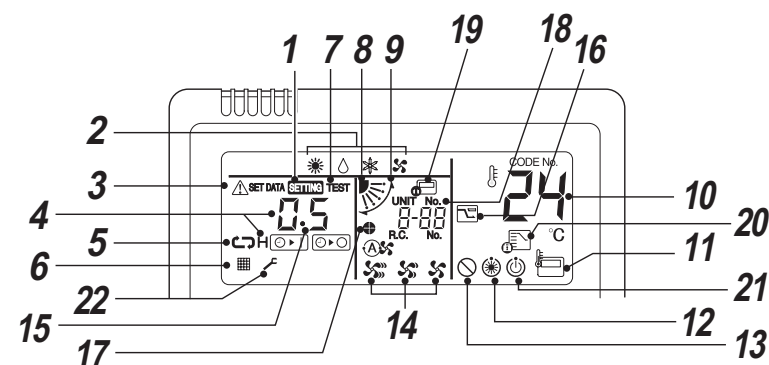 1 7 8 9 19 18 16
2
3
4
5
6
22
15
17
14
13
12
21
11
20
10
CODE No.
SET DATA SETTING TEST
UNIT No.
24
0.5
8-88
R.C. No.
H
°C
A